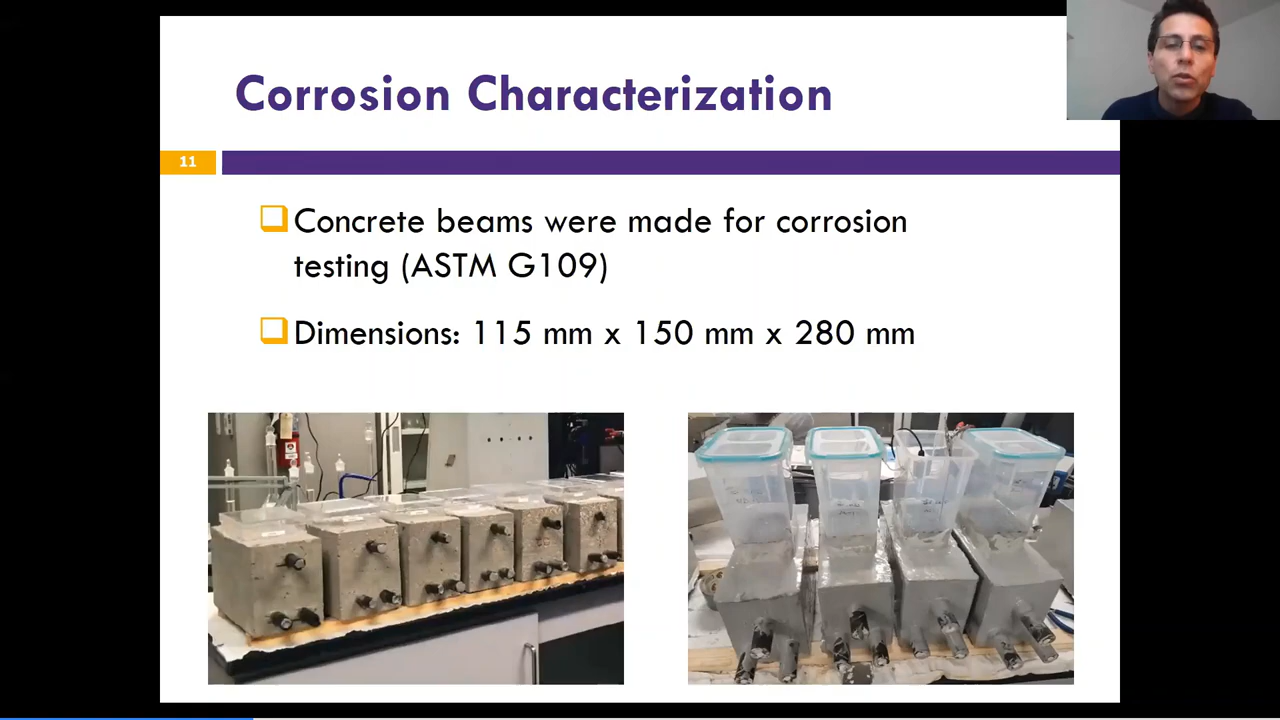 Corrosion Characterization
11
Concrete beams were made for corrosion
testing (ASTM G109)
Dimensions: 115 mm x 150 mm x 280 mm